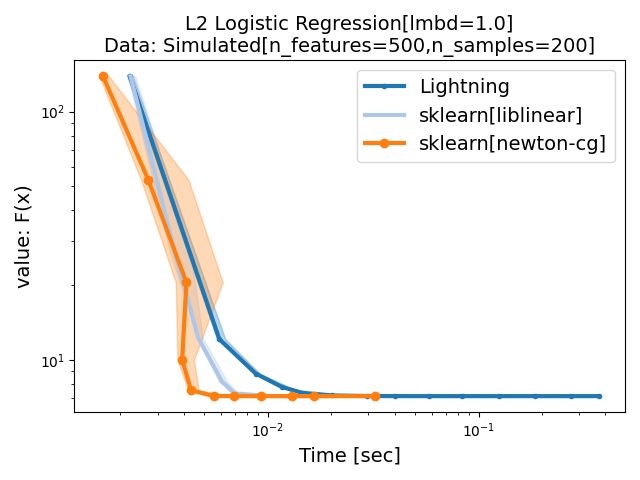 L2 Logistic Regression[lmbd=1.0]
Data: Simulated[n_features=500,n_samples=200]
Lightning
sklearn[liblinear]
sklearn[newton-cg]
value: F(x)
10²
10¹
10⁻²
10⁻¹
Time [sec]